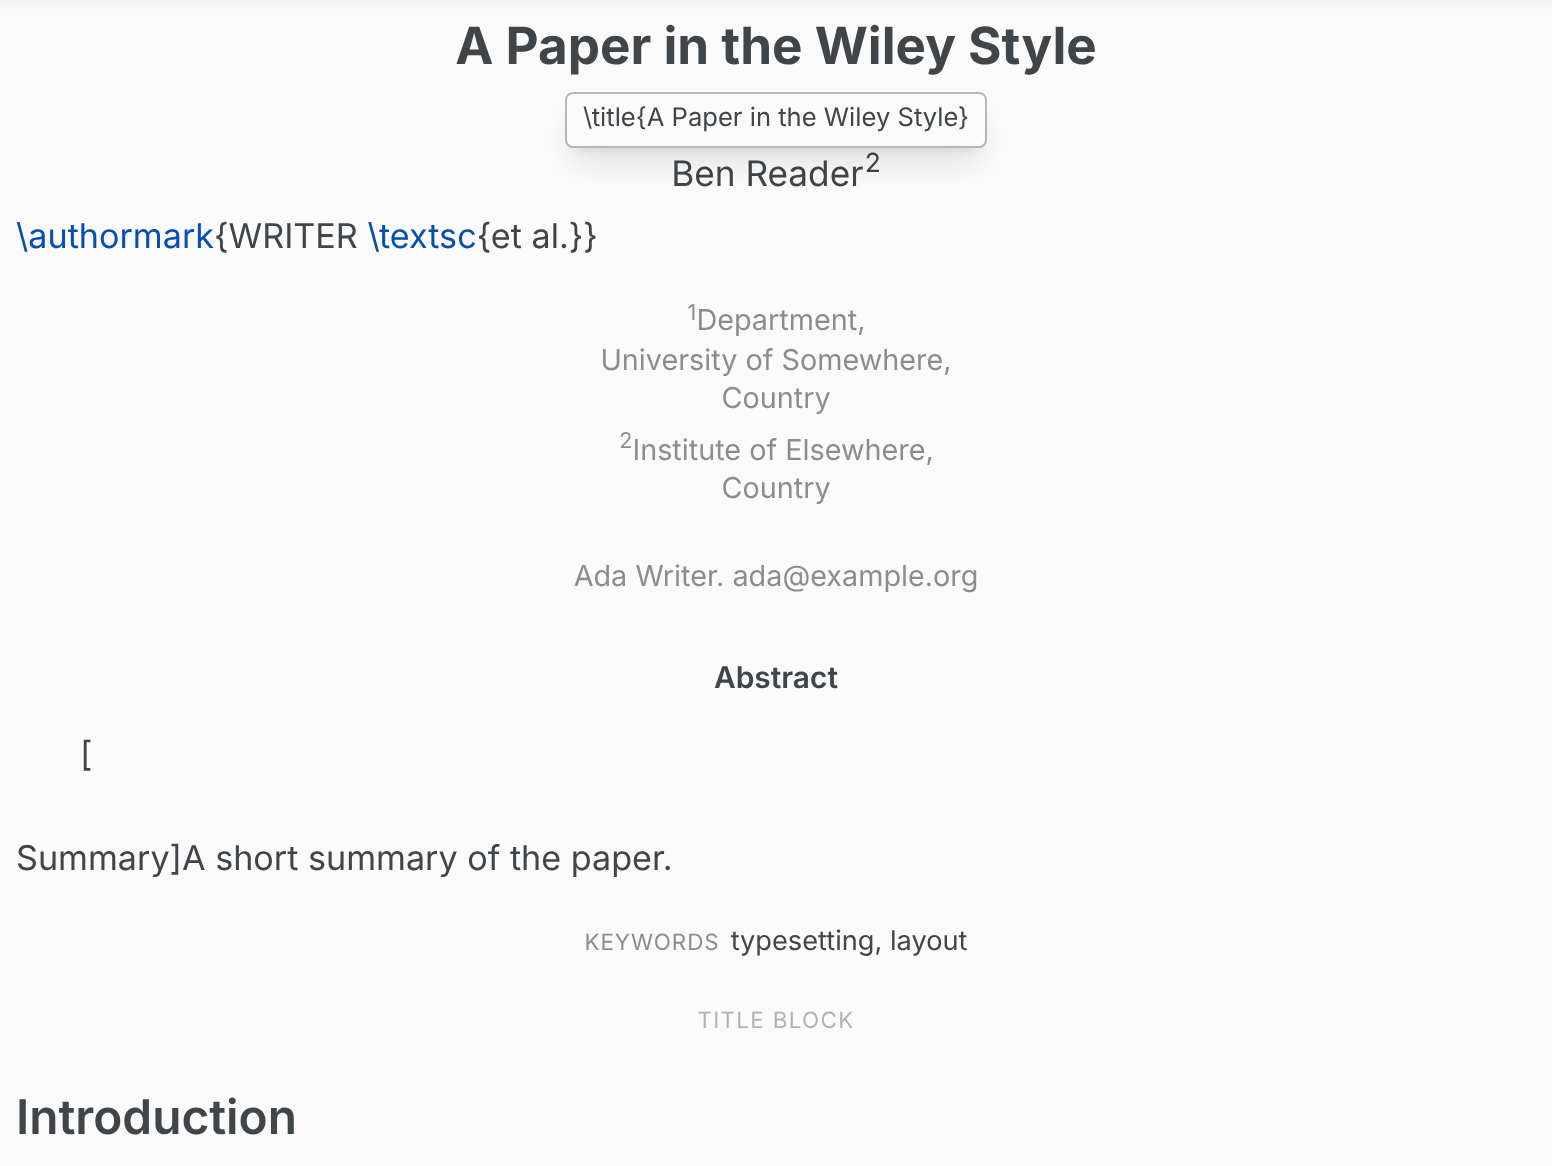 A Paper in the Wiley Style
\title{A Paper in the Wiley Style}
Ben Reader2
\authormark{WRITER \textsc{et al.}}
1Department,
University of Somewhere,
Country
2Institute of Elsewhere,
Country
Ada Writer. ada@example.org
Abstract
[
Summary]A short summary of the paper.
KEYWORDS typesetting, layout
TITLE BLOCK
Introduction